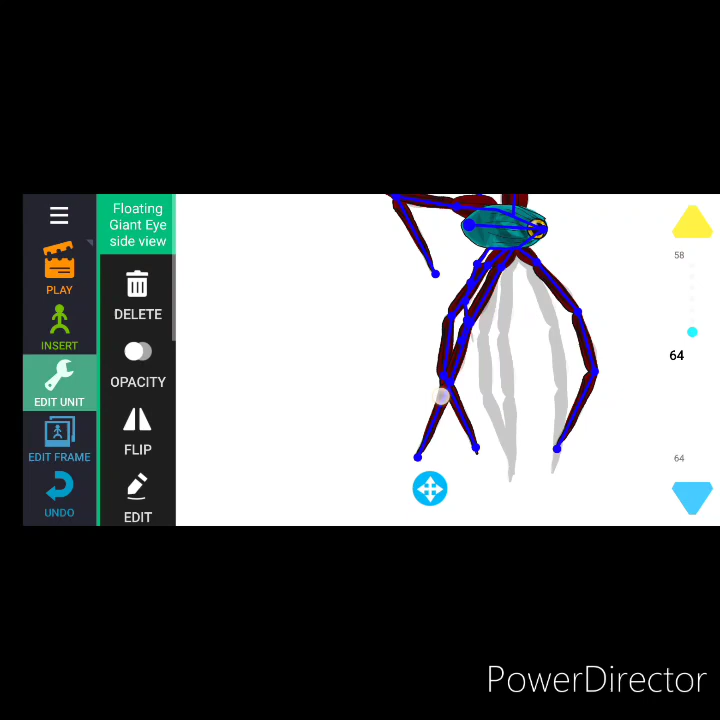 Floating
Giant Eye
side view
PLAY
DELETE
INSERT
OPACITY
EDIT UNIT
FLIP
EDIT FRAME
EDIT
UNDO
58
64
64
PowerDirector